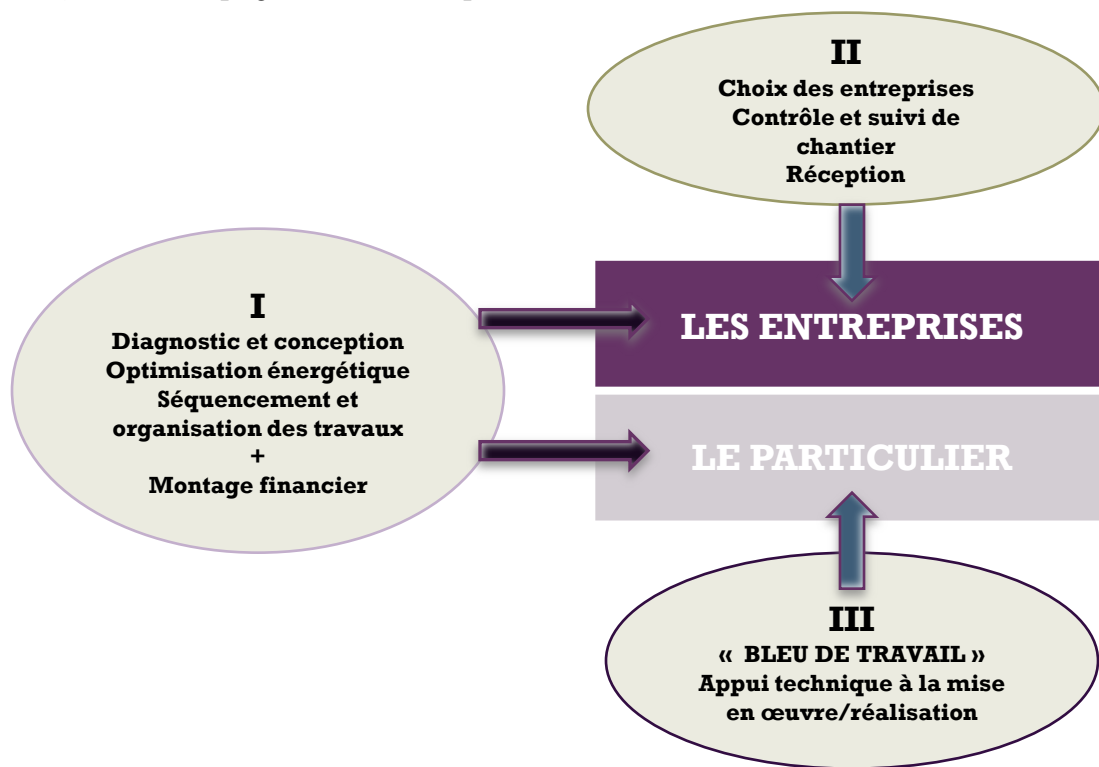 II
Choix des entreprises
Contrôle et suivi de
chantier
Réception
I
Diagnostic et conception
Optimisation énergétique
Séquencement et
organisation des travaux
+
Montage financier
LES ENTREPRISES
LE PARTICULIER
III
« BLEU DE TRAVAIL »
Appui technique à la mise
en œuvre/réalisation